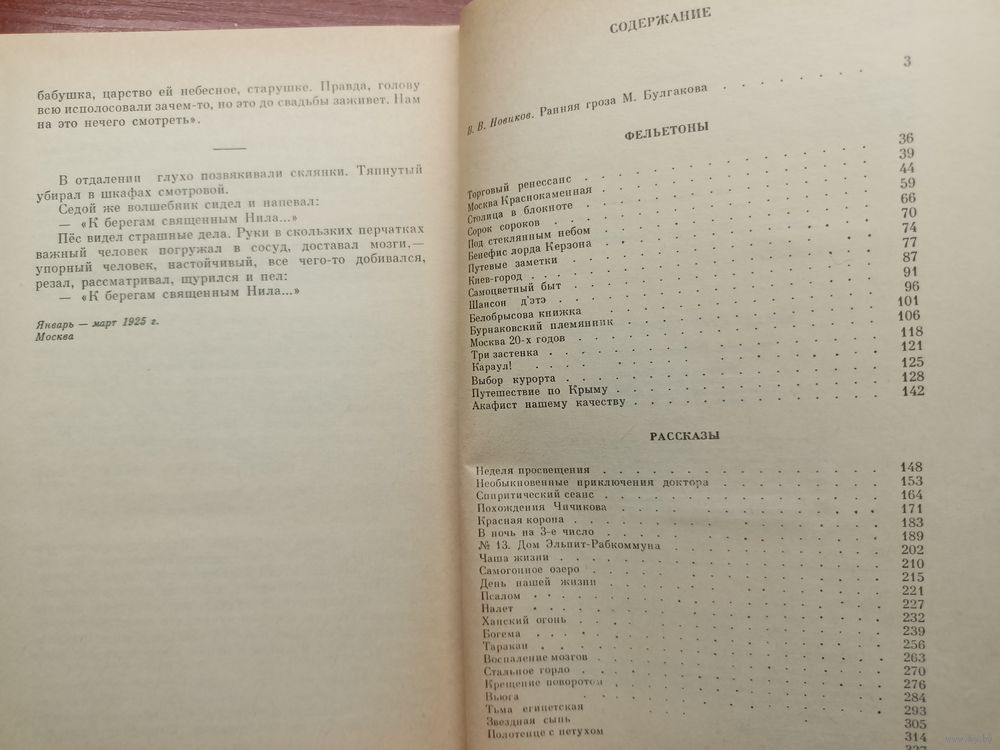 бабушка, царство ей небесное, старушке. Правда, голову
всю исполосовали зачем-то, но это до свадьбы заживет. Нам
на это нечего смотреть».
В отдалении глухо позвякивали склянки. Тяпнутый
убирал в шкафах смотровой.
Седой же волшебник сидел и напевал:
— «К берегам священным Нила...»
Пёс видел страшные дела. Руки в скользких перчатках
важный человек погружал в сосуд, доставал мозги,—
упорный человек, настойчивый, все чего-то добивался,
резал, рассматривал, щурился и пел:
— «К берегам священным Нила...»
Январь — март 1925 г.
Москва
СОДЕРЖАНИЕ
В. В. Новиков. Ранняя гроза М. Булгакова . . . . . 3
ФЕЛЬЕТОНЫ
Торговый ренессанс . . . . . 36
Москва Краснокаменная . . . . . 39
Столица в блокноте . . . . . 44
Сорок сороков . . . . . 59
Под стеклянным небом . . . . . 66
Бенефис лорда Керзона . . . . . 70
Путевые заметки . . . . . 74
Киев-город . . . . . 77
Самоцветный быт . . . . . 87
Шансон д'этэ . . . . . 91
Белобрысова книжка . . . . . 96
Бурнаковский племянник . . . . . 101
Москва 20-х годов . . . . . 106
Три застенка . . . . . 118
Караул! . . . . . 121
Выбор курорта . . . . . 125
Путешествие по Крыму . . . . . 128
Акафист нашему качеству . . . . . 142
РАССКАЗЫ
Неделя просвещения . . . . . 148
Необыкновенные приключения доктора . . . . . 153
Спиритический сеанс . . . . . 164
Похождения Чичикова . . . . . 171
Красная корона . . . . . 183
В ночь на 3-е число . . . . . 189
№ 13. Дом Эльпит-Рабкоммуна . . . . . 202
Чаша жизни . . . . . 210
Самогонное озеро . . . . . 215
День нашей жизни . . . . . 221
Псалом . . . . . 227
Налет . . . . . 232
Ханский огонь . . . . . 239
Богема . . . . . 256
Таракан . . . . . 263
Воспаление мозгов . . . . . 270
Стальное горло . . . . . 276
Крещение поворотом . . . . . 284
Вьюга . . . . . 293
Тьма египетская . . . . . 305
Звездная сыпь . . . . . 314
Полотенце с петухом